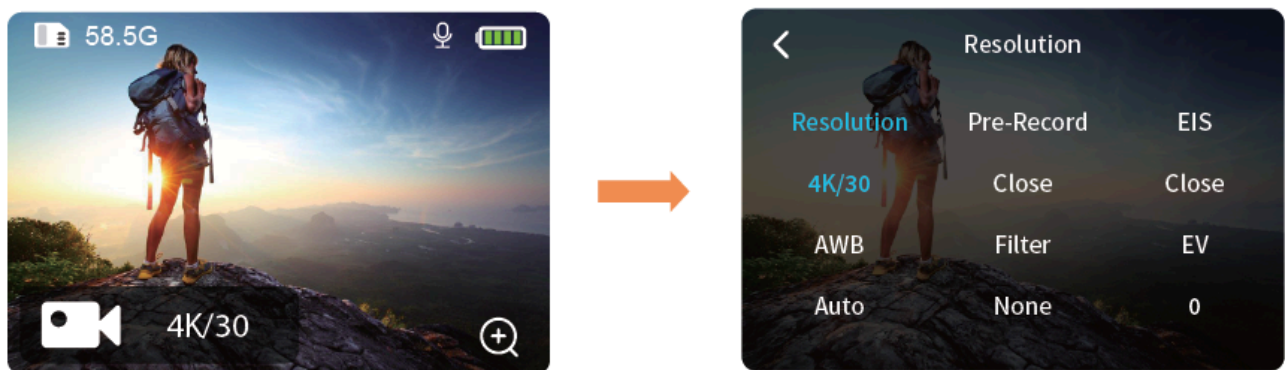 58.5G
4K/30
Resolution
Resolution Pre-Record EIS
4K/30 Close Close
AWB Filter EV
Auto None 0